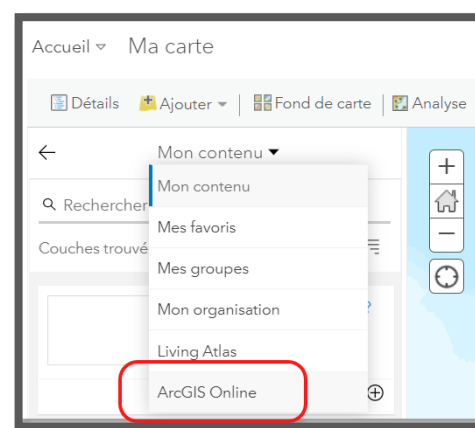 Accueil Ma carte
Détails Ajouter Fond de carte Analyse
Mon contenu
Mon contenu
Rechercher
Mes favoris
Couches trouvé
Mes groupes
Mon organisation
?
Living Atlas
ArcGIS Online